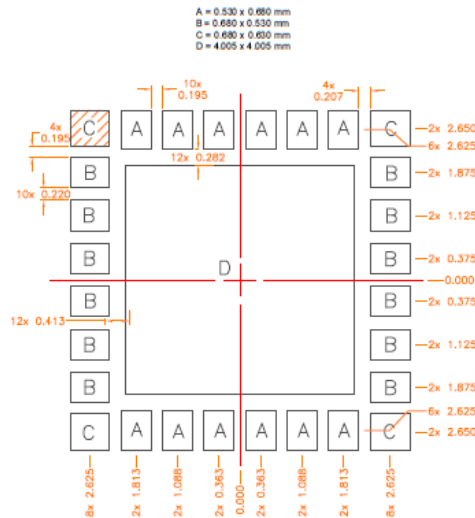 A = 0.530 x 0.680 mm
B = 0.680 x 0.530 mm
C = 0.680 x 0.630 mm
D = 4.005 x 4.005 mm
10x
0.195
4x
0.207
C A A A A A A C
4x
0.195
2x 2.650
6x 2.625
12x 0.282
B B 2x 1.875
10x 0.220
B B 2x 1.125
B B 2x 0.375
D
0.000
B B 2x 0.375
12x 0.413
B B 2x 1.125
B B 2x 1.875
6x 2.625
C A A A A A A C 2x 2.650
8x 2.625
2x 1.813
2x 1.088
2x 0.363
0.000
2x 0.363
2x 1.088
2x 1.813
8x 2.625